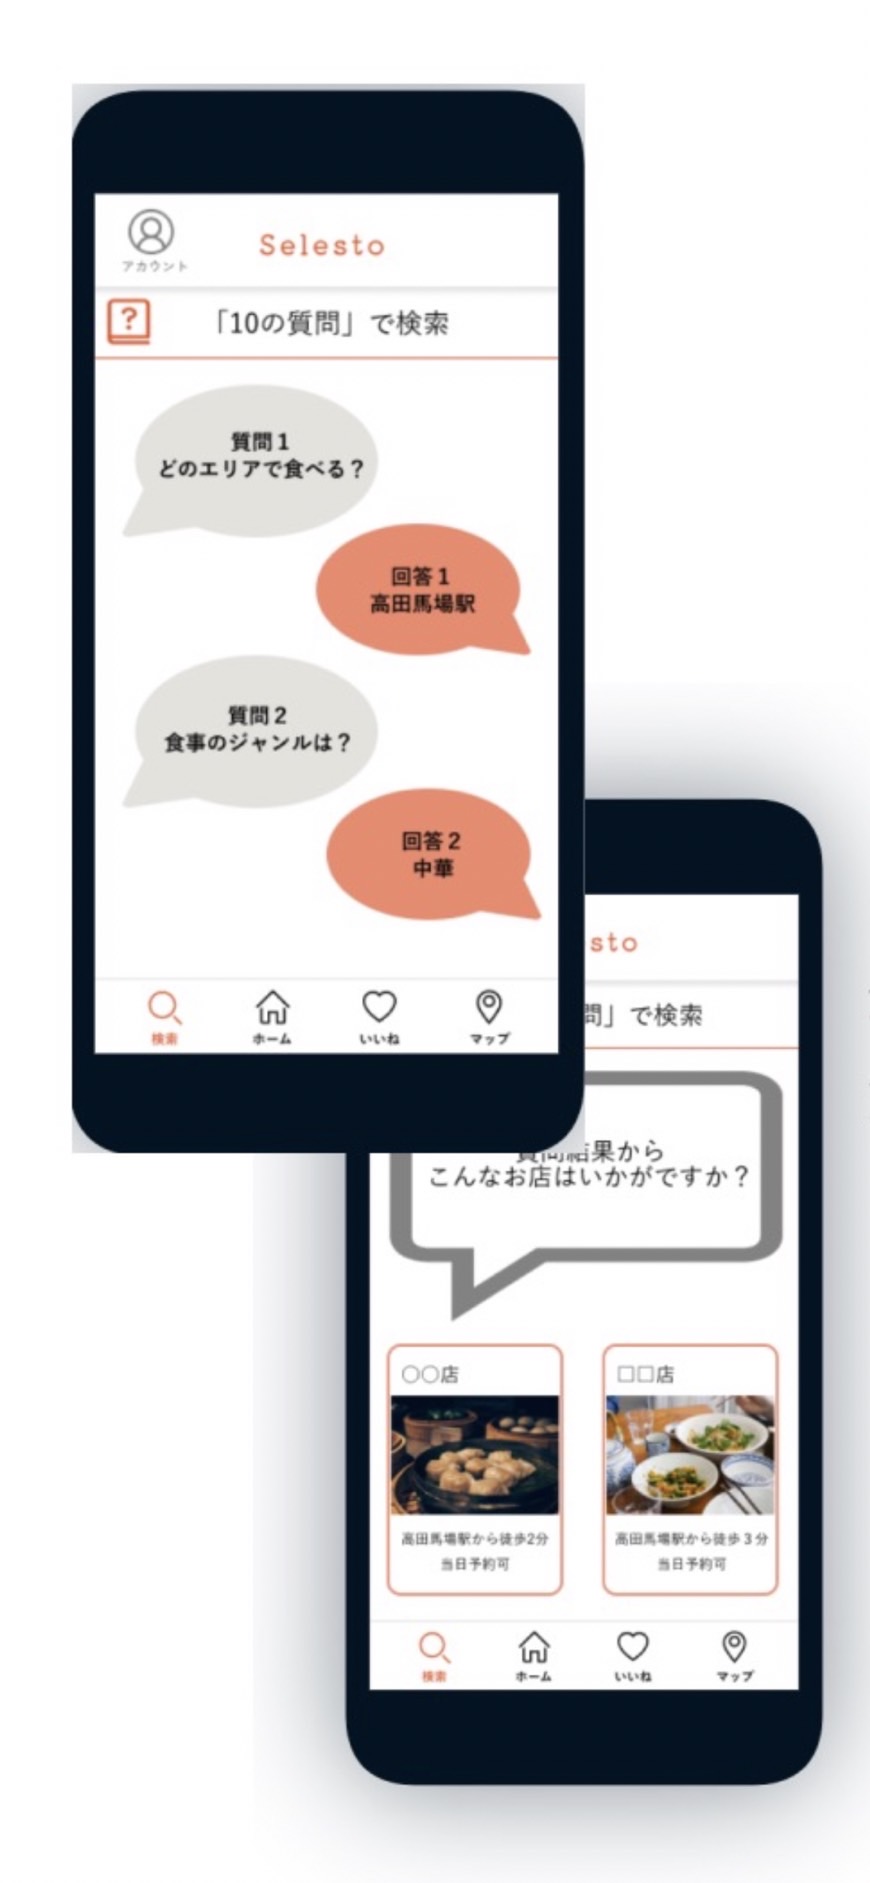 アカウント
Selesto
「10の質問」で検索
質問1
どのエリアで食べる？
回答1
高田馬場駅
質問2
食事のジャンルは？
回答2
中華
検索
ホーム
いいね
マップ
sto
問」で検索
質問結果から
こんなお店はいかがですか？
○○店
□□店
高田馬場駅から徒歩2分
当日予約可
高田馬場駅から徒歩３分
当日予約可
検索
ホーム
いいね
マップ